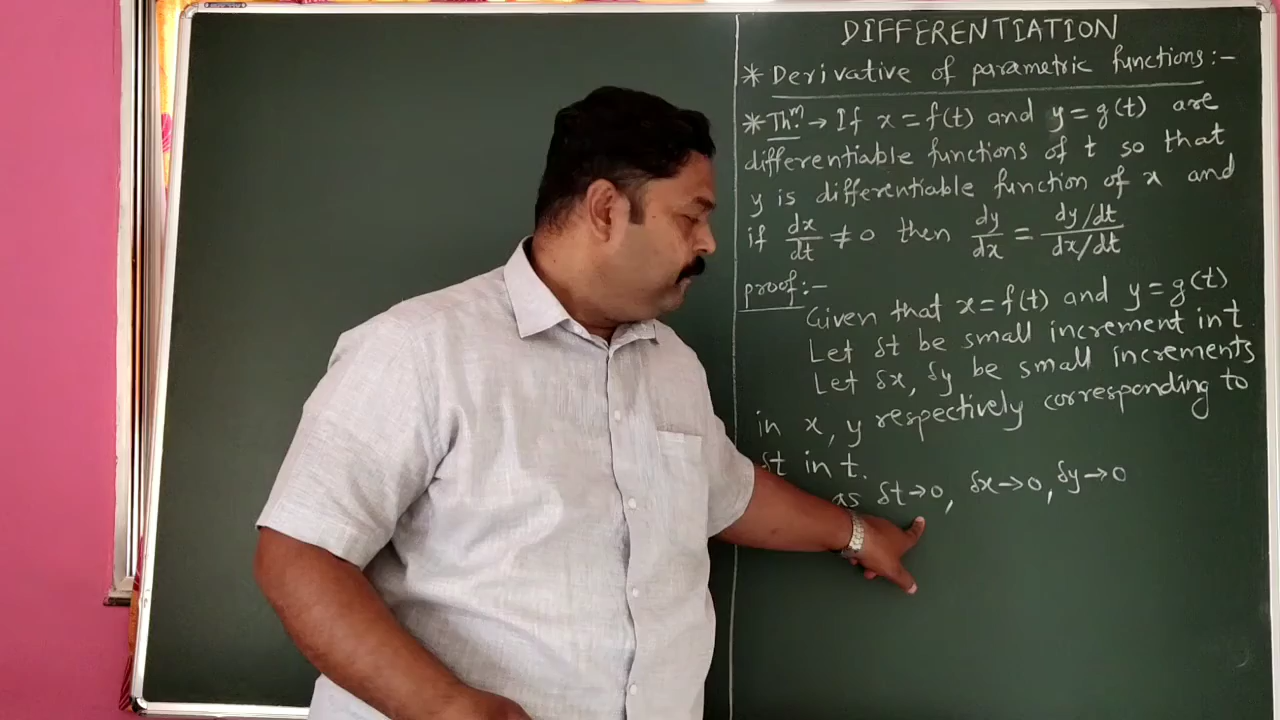 DIFFERENTIATION
* Derivative of parametric functions:-
* Thm. → If x = f(t) and y = g(t) are
differentiable functions of t so that
y is differentiable function of x and
if dx/dt ≠ 0 then dy/dx = (dy/dt)/(dx/dt)
proof:-
Given that x = f(t) and y = g(t)
Let δt be small increment in t
Let δx, δy be small increments
in x, y respectively corresponding to
δt in t.
as δt → 0, δx → 0, δy → 0